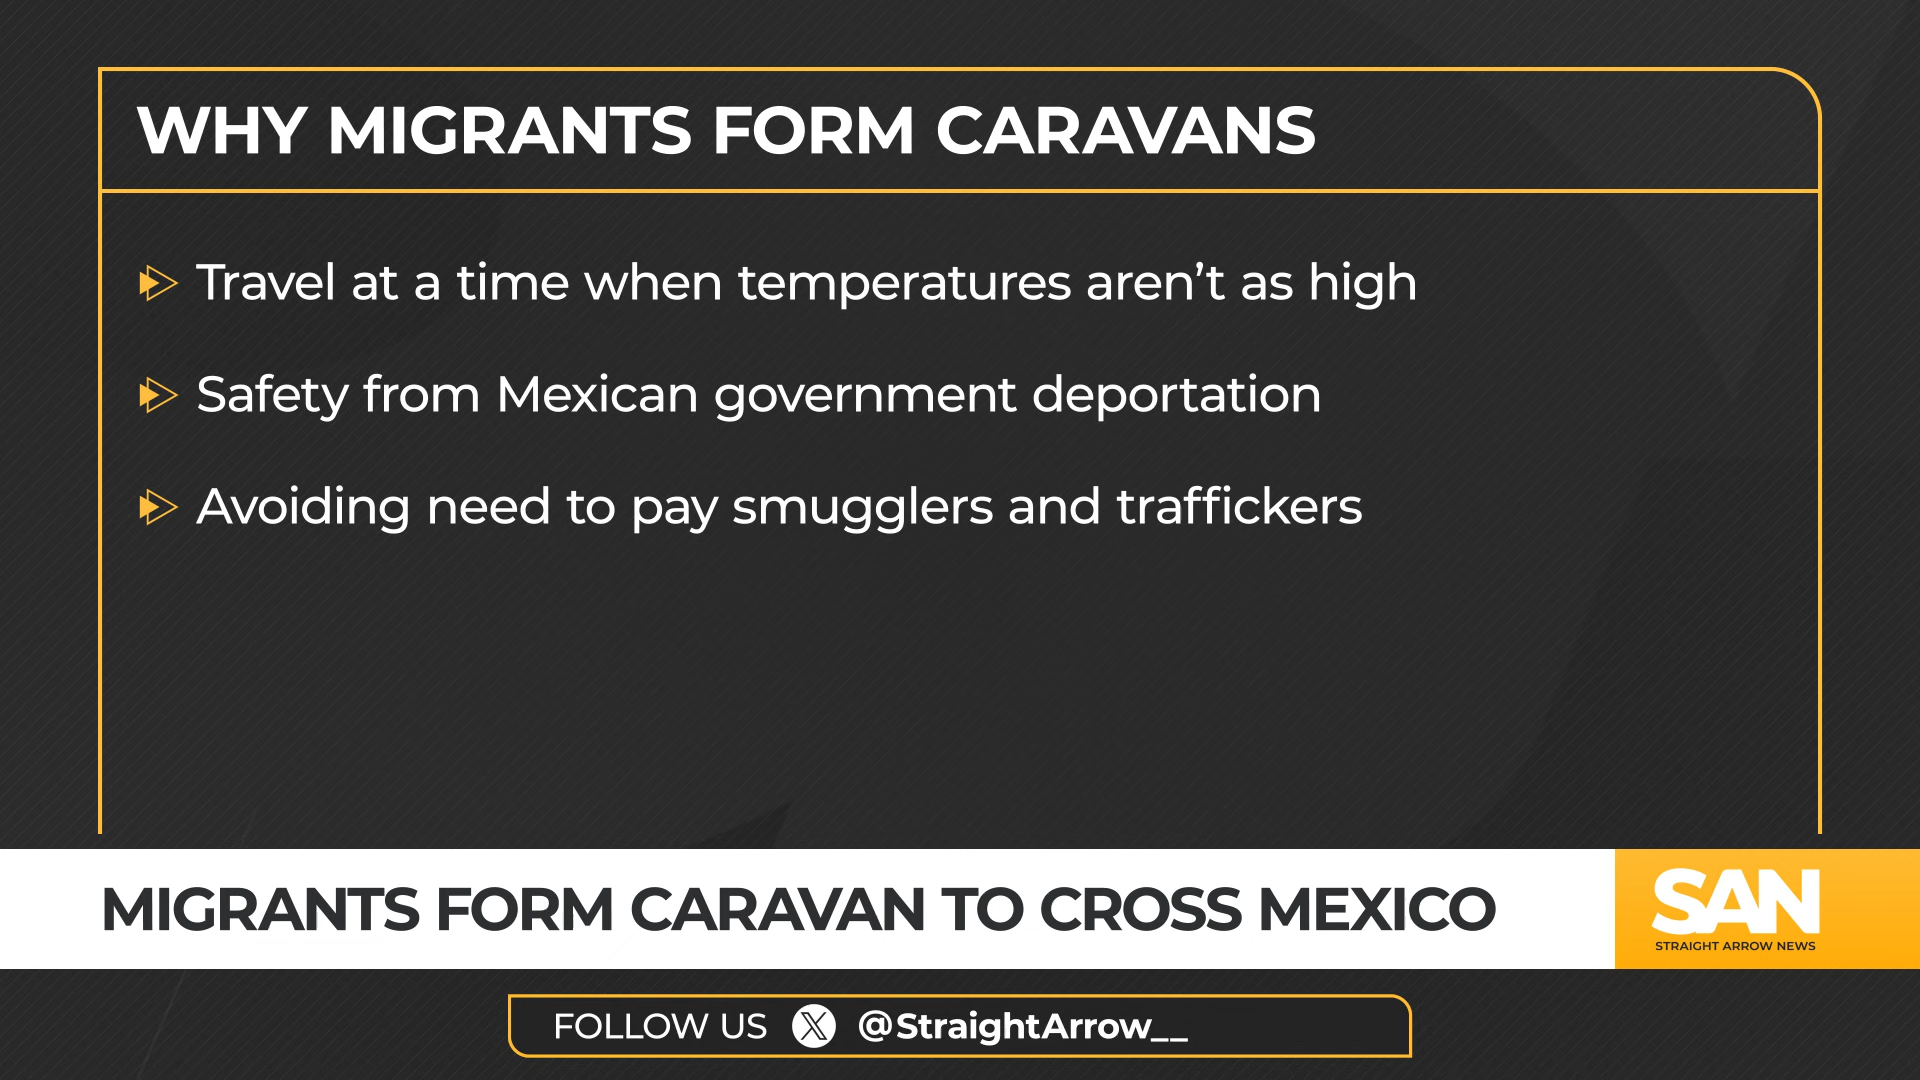 WHY MIGRANTS FORM CARAVANS
Travel at a time when temperatures aren’t as high
Safety from Mexican government deportation
Avoiding need to pay smugglers and traffickers
MIGRANTS FORM CARAVAN TO CROSS MEXICO
SAN
STRAIGHT ARROW NEWS
FOLLOW US X @StraightArrow__